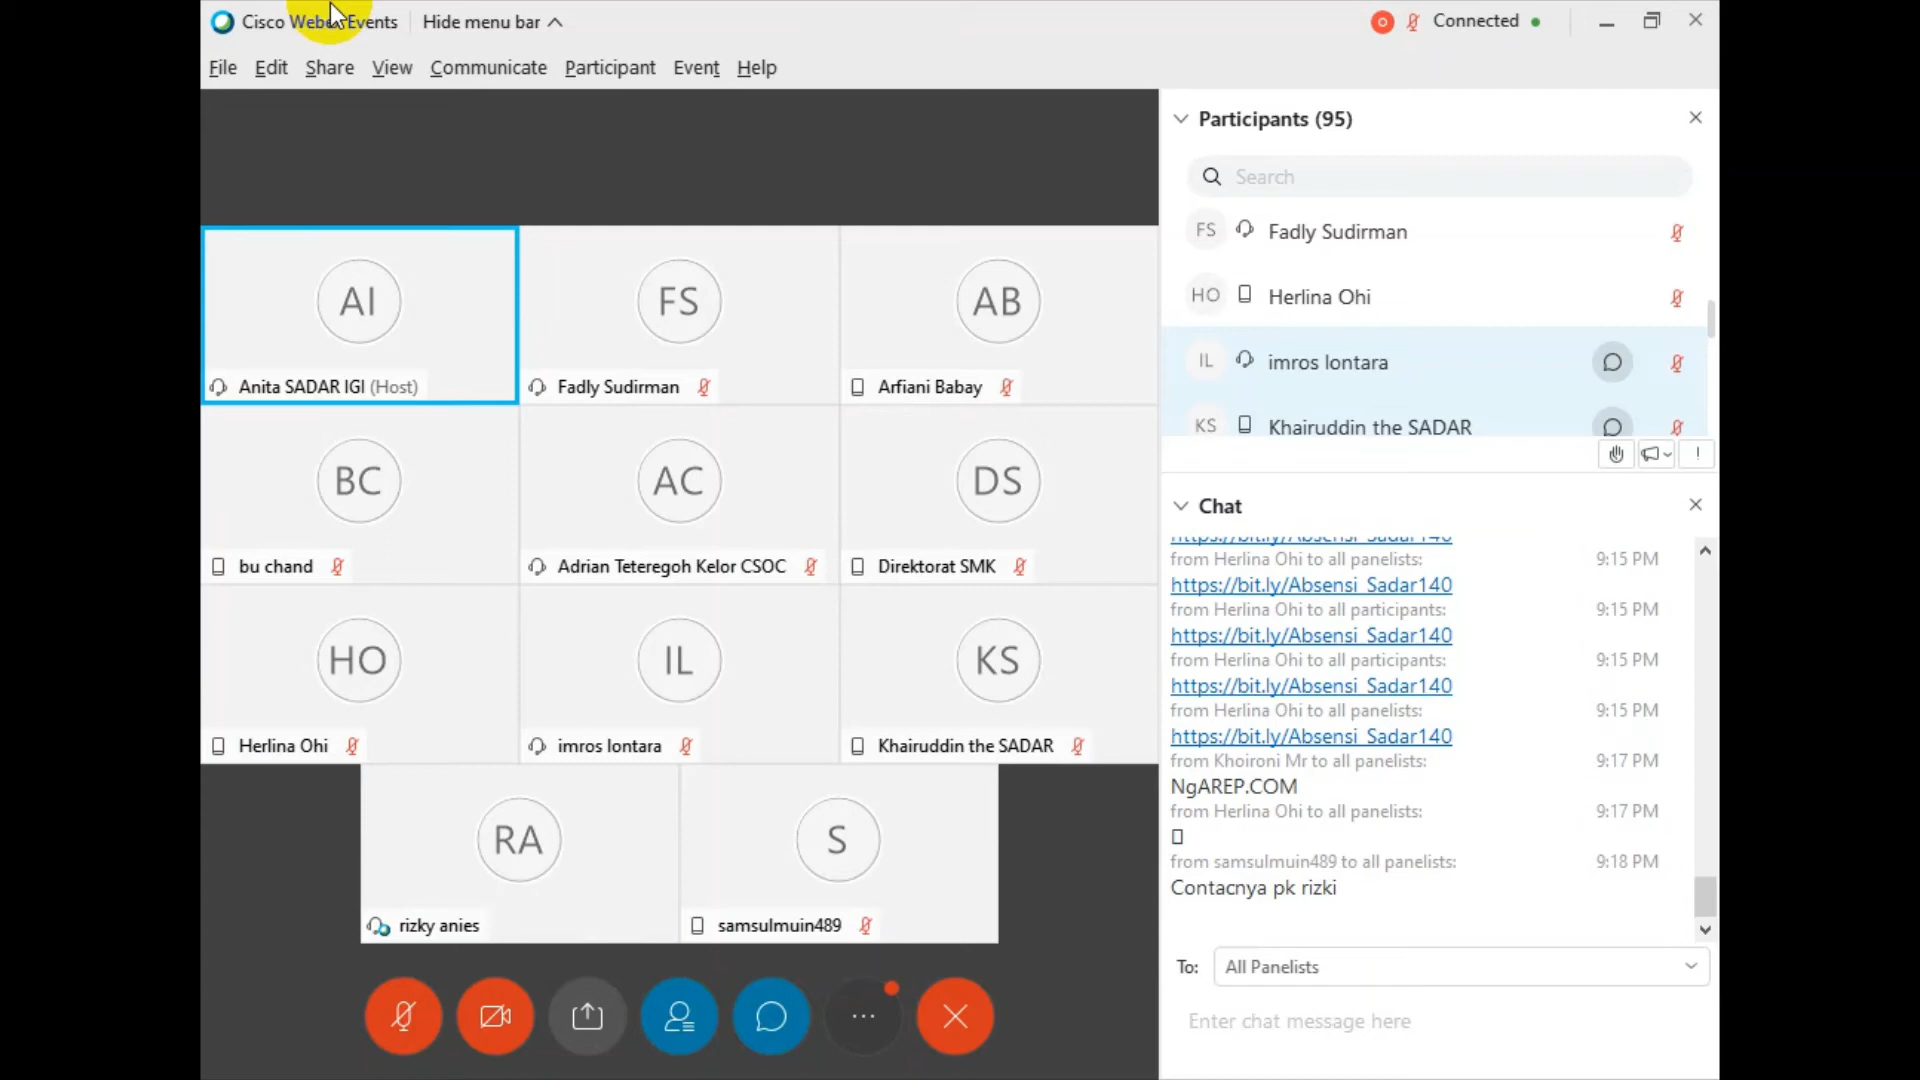 Cisco Webex Events
Hide menu bar
Connected
File Edit Share View Communicate Participant Event Help
AI
Anita SADAR IGI (Host)
FS
Fadly Sudirman
AB
Arfiani Babay
BC
bu chand
AC
Adrian Teteregoh Kelor CSOC
DS
Direktorat SMK
HO
Herlina Ohi
IL
imros lontara
KS
Khairuddin the SADAR
RA
rizky anies
S
samsulmuin489
Participants (95)
Search
FS Fadly Sudirman
HO Herlina Ohi
IL imros lontara
KS Khairuddin the SADAR
Chat
https://bit.ly/Absensi_Sadar140
from Herlina Ohi to all panelists: 9:15 PM
https://bit.ly/Absensi_Sadar140
from Herlina Ohi to all participants: 9:15 PM
https://bit.ly/Absensi_Sadar140
from Herlina Ohi to all participants: 9:15 PM
https://bit.ly/Absensi_Sadar140
from Herlina Ohi to all panelists: 9:15 PM
https://bit.ly/Absensi_Sadar140
from Khoironi Mr to all panelists: 9:17 PM
NgAREP.COM
from Herlina Ohi to all panelists: 9:17 PM
from samsulmuin489 to all panelists: 9:18 PM
Contacnya pk rizki
To: All Panelists
Enter chat message here